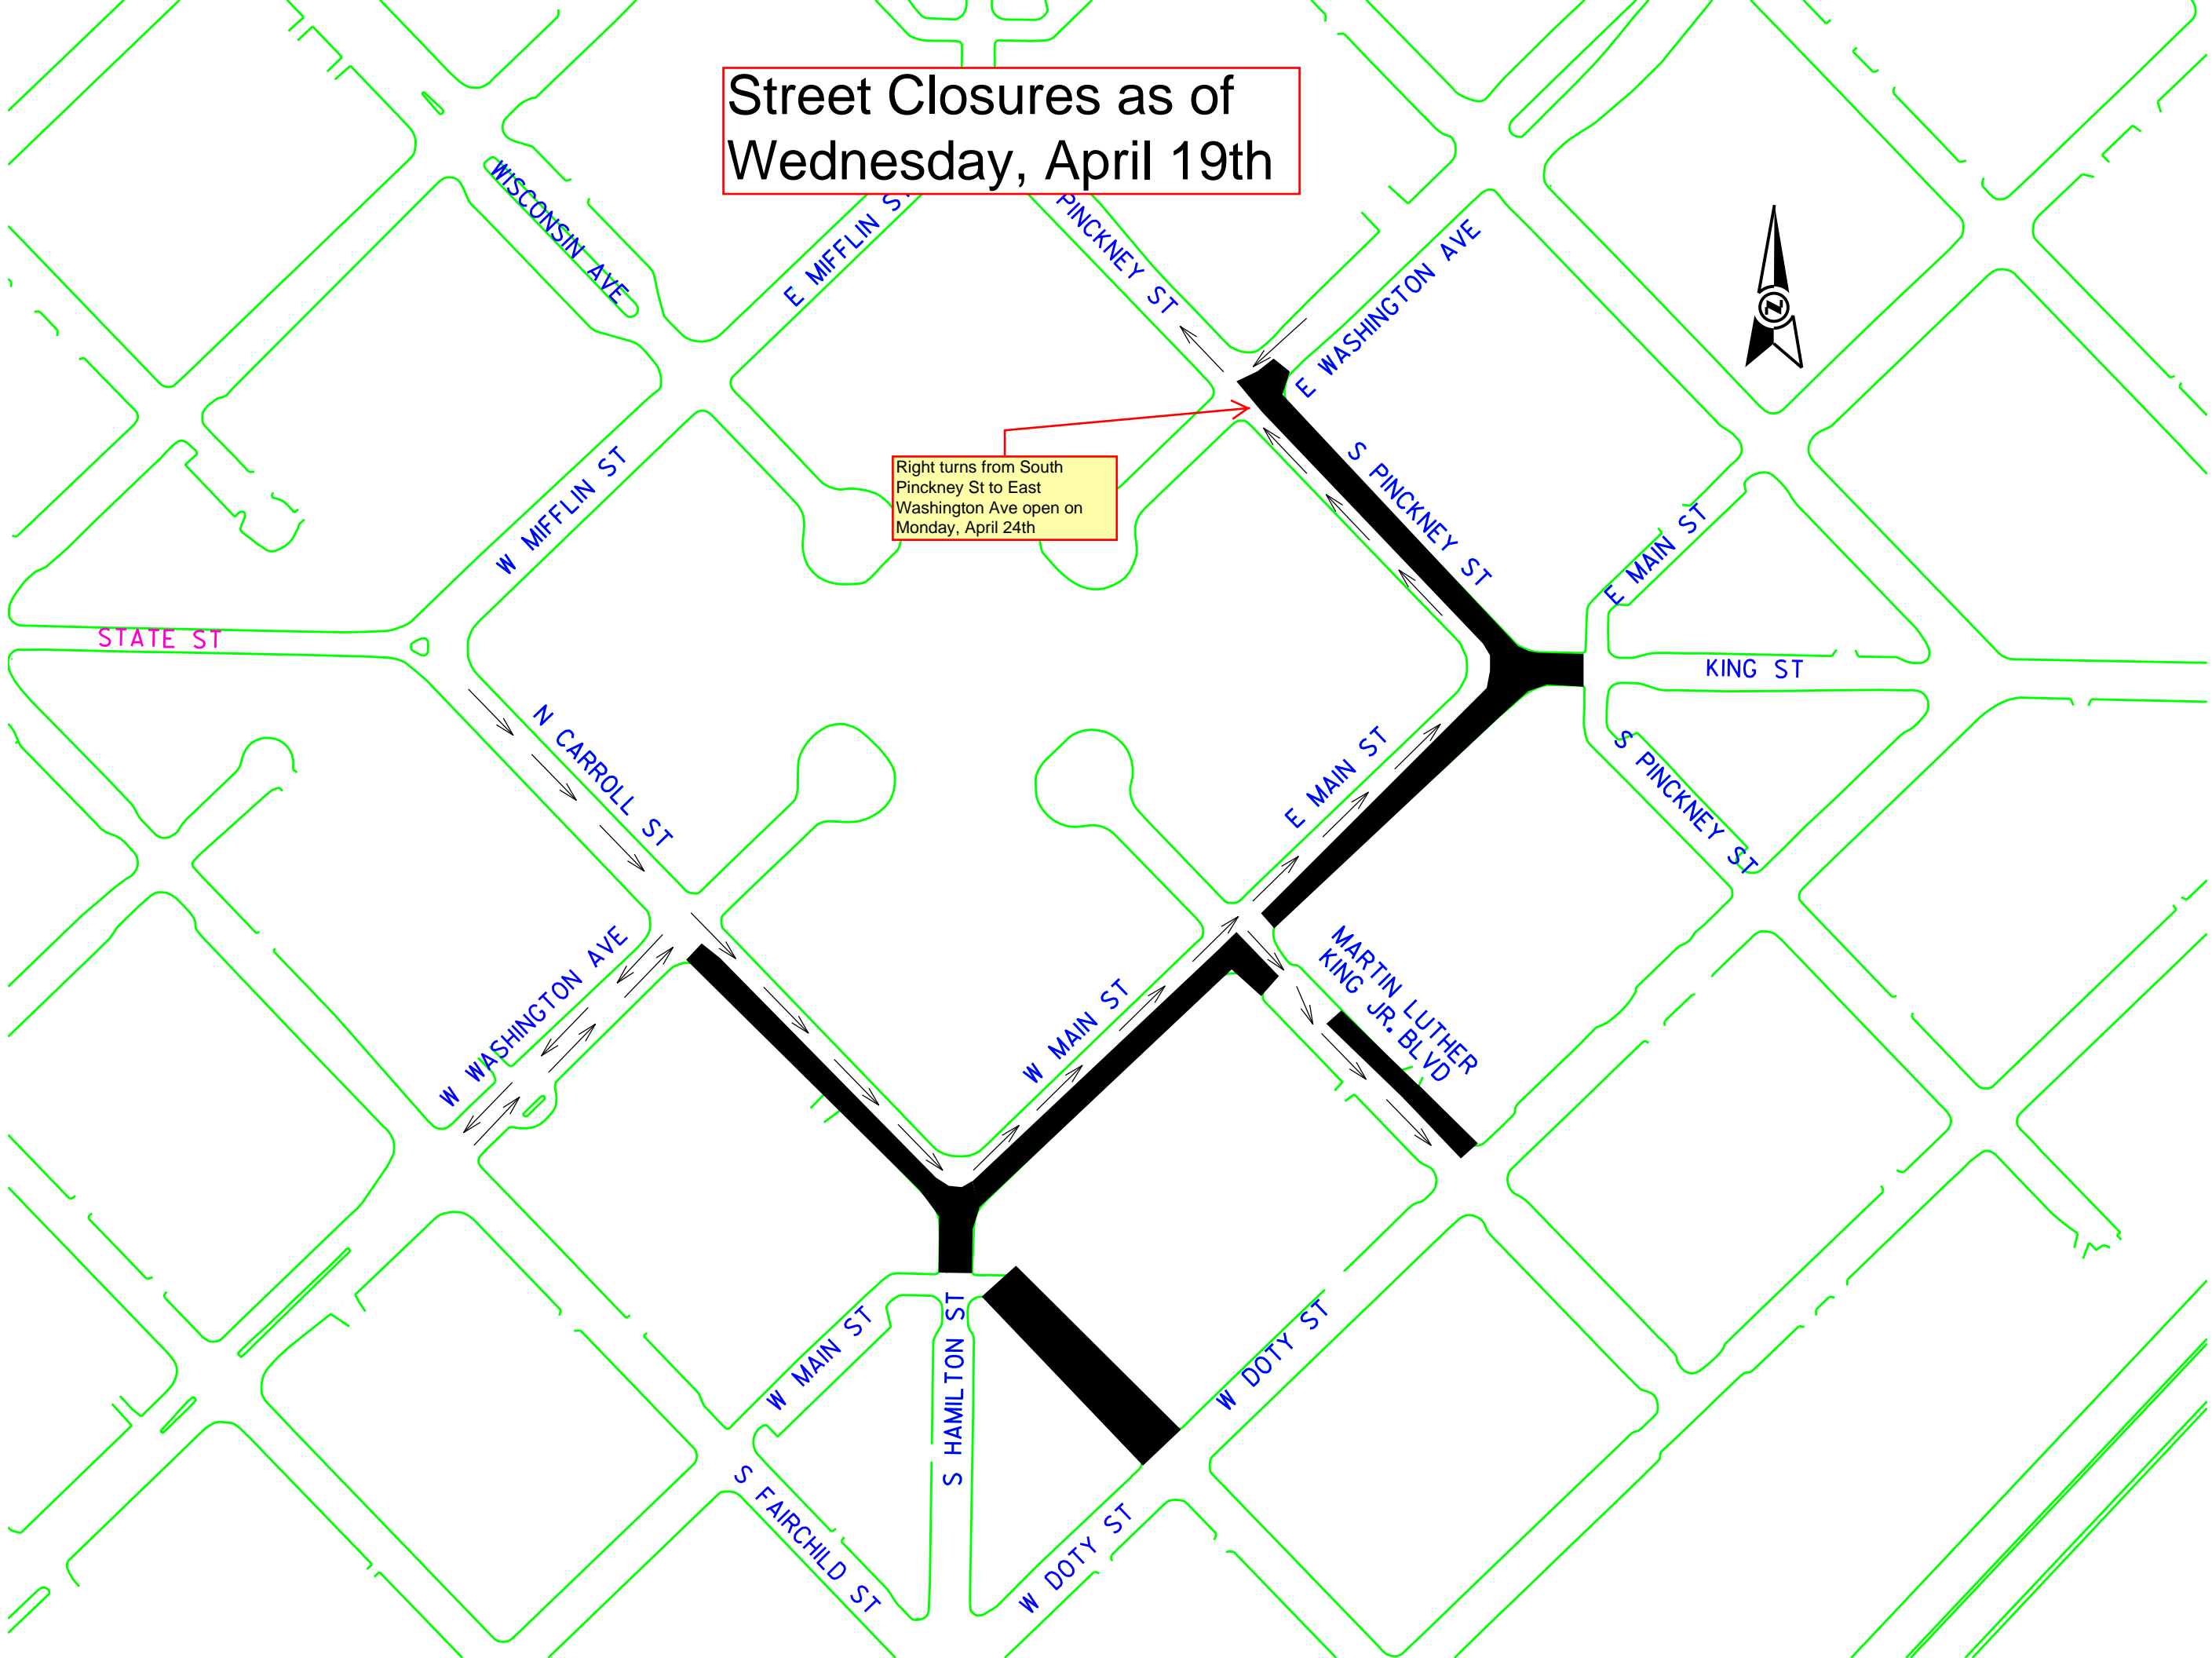 Street Closures as of
Wednesday, April 19th
WISCONSIN AVE
E MIFFLIN ST
PINCKNEY ST
E WASHINGTON AVE
N
W MIFFLIN ST
Right turns from South
Pinckney St to East
Washington Ave open on
Monday, April 24th
S PINCKNEY ST
E MAIN ST
STATE ST
KING ST
N CARROLL ST
E MAIN ST
S PINCKNEY ST
W WASHINGTON AVE
W MAIN ST
MARTIN LUTHER
KING JR. BLVD
W MAIN ST
S HAMILTON ST
W DOTY ST
S FAIRCHILD ST
W DOTY ST